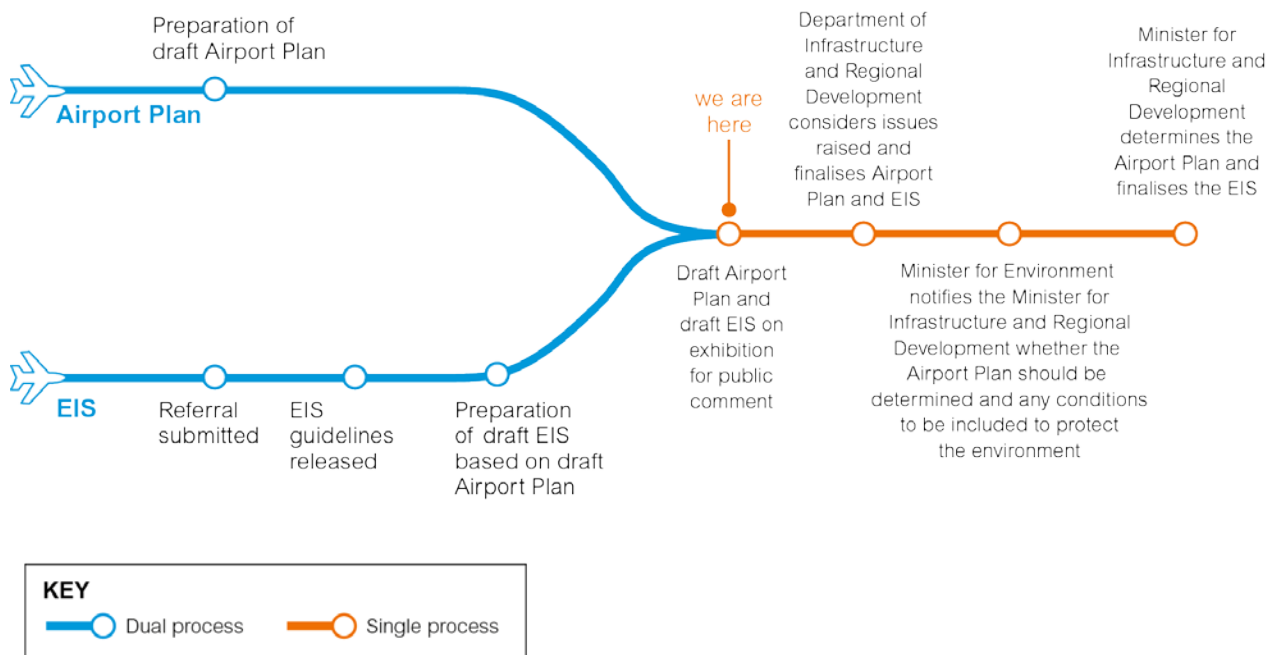 Preparation of
draft Airport Plan
Airport Plan
we are
here
Department of
Infrastructure
and Regional
Development
considers issues
raised and
finalises Airport
Plan and EIS
Minister for
Infrastructure and
Regional
Development
determines the
Airport Plan and
finalises the EIS
EIS
Referral
submitted
EIS
guidelines
released
Preparation
of draft EIS
based on draft
Airport Plan
Draft Airport
Plan and
draft EIS on
exhibition
for public
comment
Minister for Environment
notifies the Minister for
Infrastructure and Regional
Development whether the
Airport Plan should be
determined and any conditions
to be included to protect
the environment
KEY
Dual process
Single process